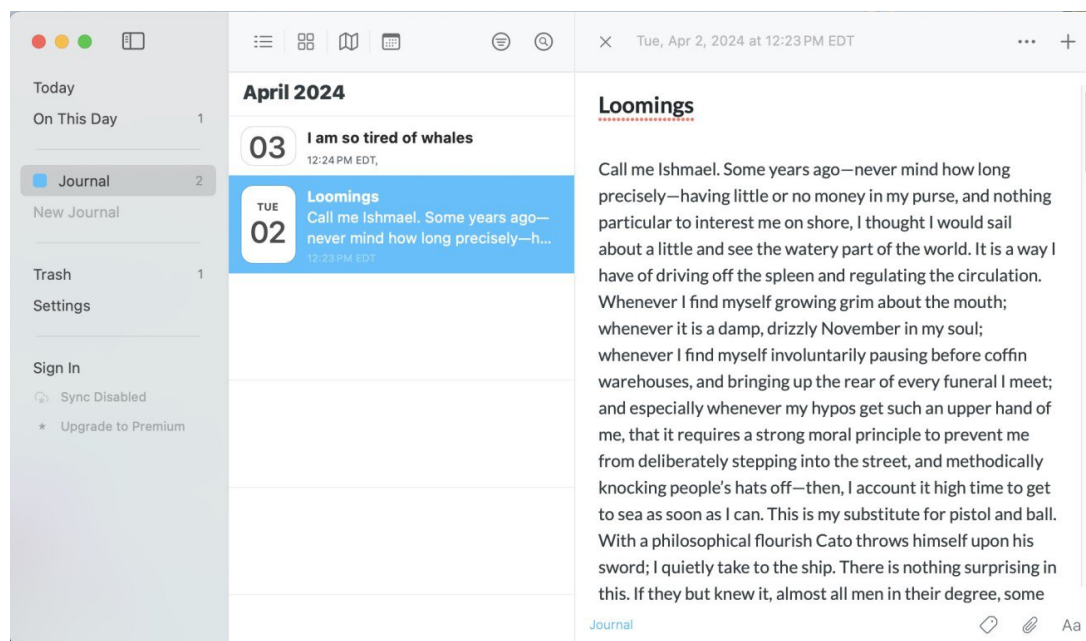 Today
On This Day 1
Journal 2
New Journal
Trash 1
Settings
Sign In
Sync Disabled
Upgrade to Premium
April 2024
03
I am so tired of whales
12:24 PM EDT,
TUE
02
Loomings
Call me Ishmael. Some years ago—
never mind how long precisely—h...
12:23 PM EDT
Tue, Apr 2, 2024 at 12:23 PM EDT
Loomings
Call me Ishmael. Some years ago—never mind how long
precisely—having little or no money in my purse, and nothing
particular to interest me on shore, I thought I would sail
about a little and see the watery part of the world. It is a way I
have of driving off the spleen and regulating the circulation.
Whenever I find myself growing grim about the mouth;
whenever it is a damp, drizzly November in my soul;
whenever I find myself involuntarily pausing before coffin
warehouses, and bringing up the rear of every funeral I meet;
and especially whenever my hypos get such an upper hand of
me, that it requires a strong moral principle to prevent me
from deliberately stepping into the street, and methodically
knocking people's hats off—then, I account it high time to get
to sea as soon as I can. This is my substitute for pistol and ball.
With a philosophical flourish Cato throws himself upon his
sword; I quietly take to the ship. There is nothing surprising in
this. If they but knew it, almost all men in their degree, some
Journal
Aa